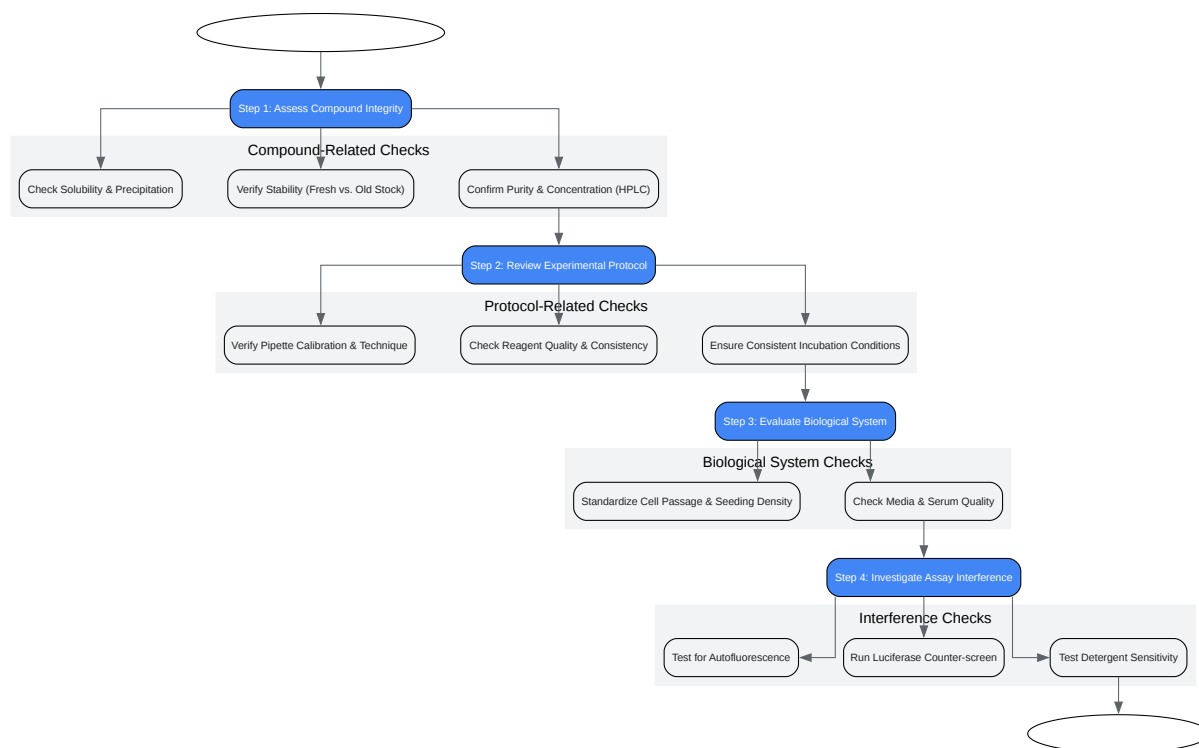 Step 1: Assess Compound Integrity
Compound-Related Checks
Check Solubility & Precipitation
Verify Stability (Fresh vs. Old Stock)
Confirm Purity & Concentration (HPLC)
Step 2: Review Experimental Protocol
Protocol-Related Checks
Verify Pipette Calibration & Technique
Check Reagent Quality & Consistency
Ensure Consistent Incubation Conditions
Step 3: Evaluate Biological System
Biological System Checks
Standardize Cell Passage & Seeding Density
Check Media & Serum Quality
Step 4: Investigate Assay Interference
Interference Checks
Test for Autofluorescence
Run Luciferase Counter-screen
Test Detergent Sensitivity